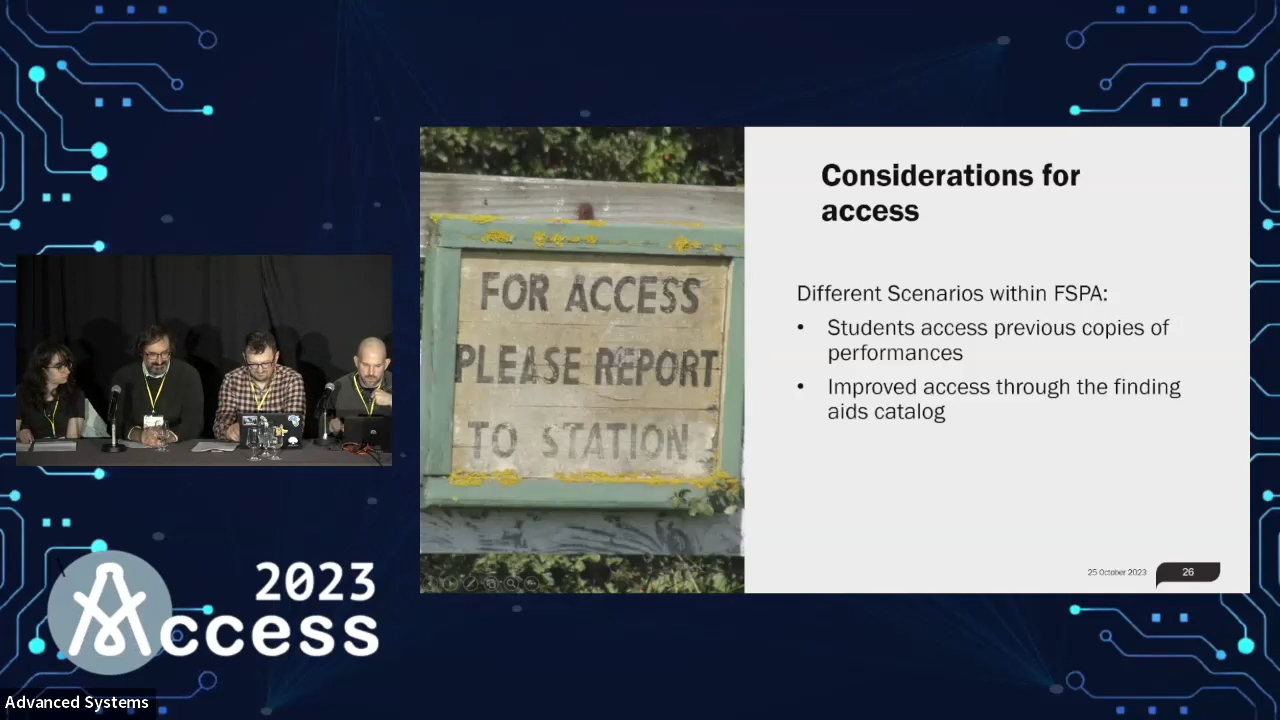 Considerations for
access
FOR ACCESS
PLEASE REPORT
TO STATION
Different Scenarios within FSPA:
• Students access previous copies of
performances
• Improved access through the finding
aids catalog
25 October 2023
26
2023
Access
Advanced Systems